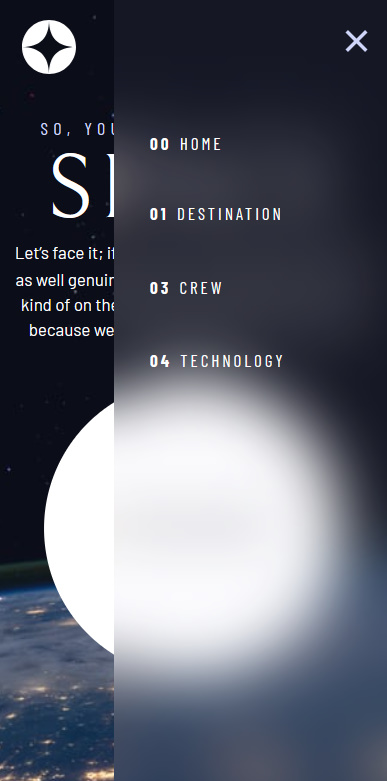 SO, YOU
Let's face it; if
as well genuin
kind of on the
because we
00 HOME
01 DESTINATION
03 CREW
04 TECHNOLOGY